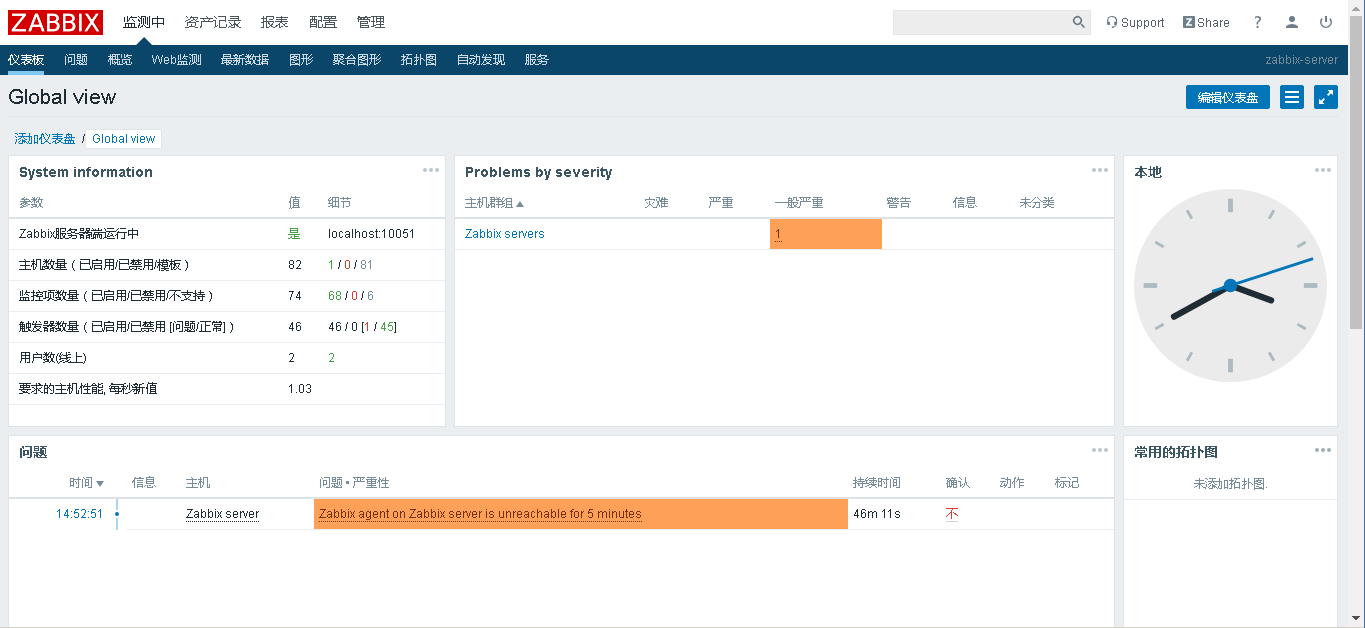 ZABBIX 监测中 资产记录 报表 配置 管理 Support Z Share ?
仪表板 问题 概览 Web监测 最新数据 图形 聚合图形 拓扑图 自动发现 服务 zabbix-server
Global view 编辑仪表盘
添加仪表盘 / Global view
System information
参数 值 细节
Zabbix服务器端运行中 是 localhost:10051
主机数量（已启用/已禁用/模板） 82 1 / 0 / 81
监控项数量（已启用/已禁用/不支持） 74 68 / 0 / 6
触发器数量（已启用/已禁用 [问题/正常]） 46 46 / 0 [1 / 45]
用户数(线上) 2 2
要求的主机性能, 每秒新值 1.03
Problems by severity
主机群组▲ 灾难 严重 一般严重 警告 信息 未分类
Zabbix servers 1
本地
问题
时间▼ 信息 主机 问题 • 严重性 持续时间 确认 动作 标记
14:52:51 Zabbix server Zabbix agent on Zabbix server is unreachable for 5 minutes 46m 11s 不
常用的拓扑图
未添加拓扑图.